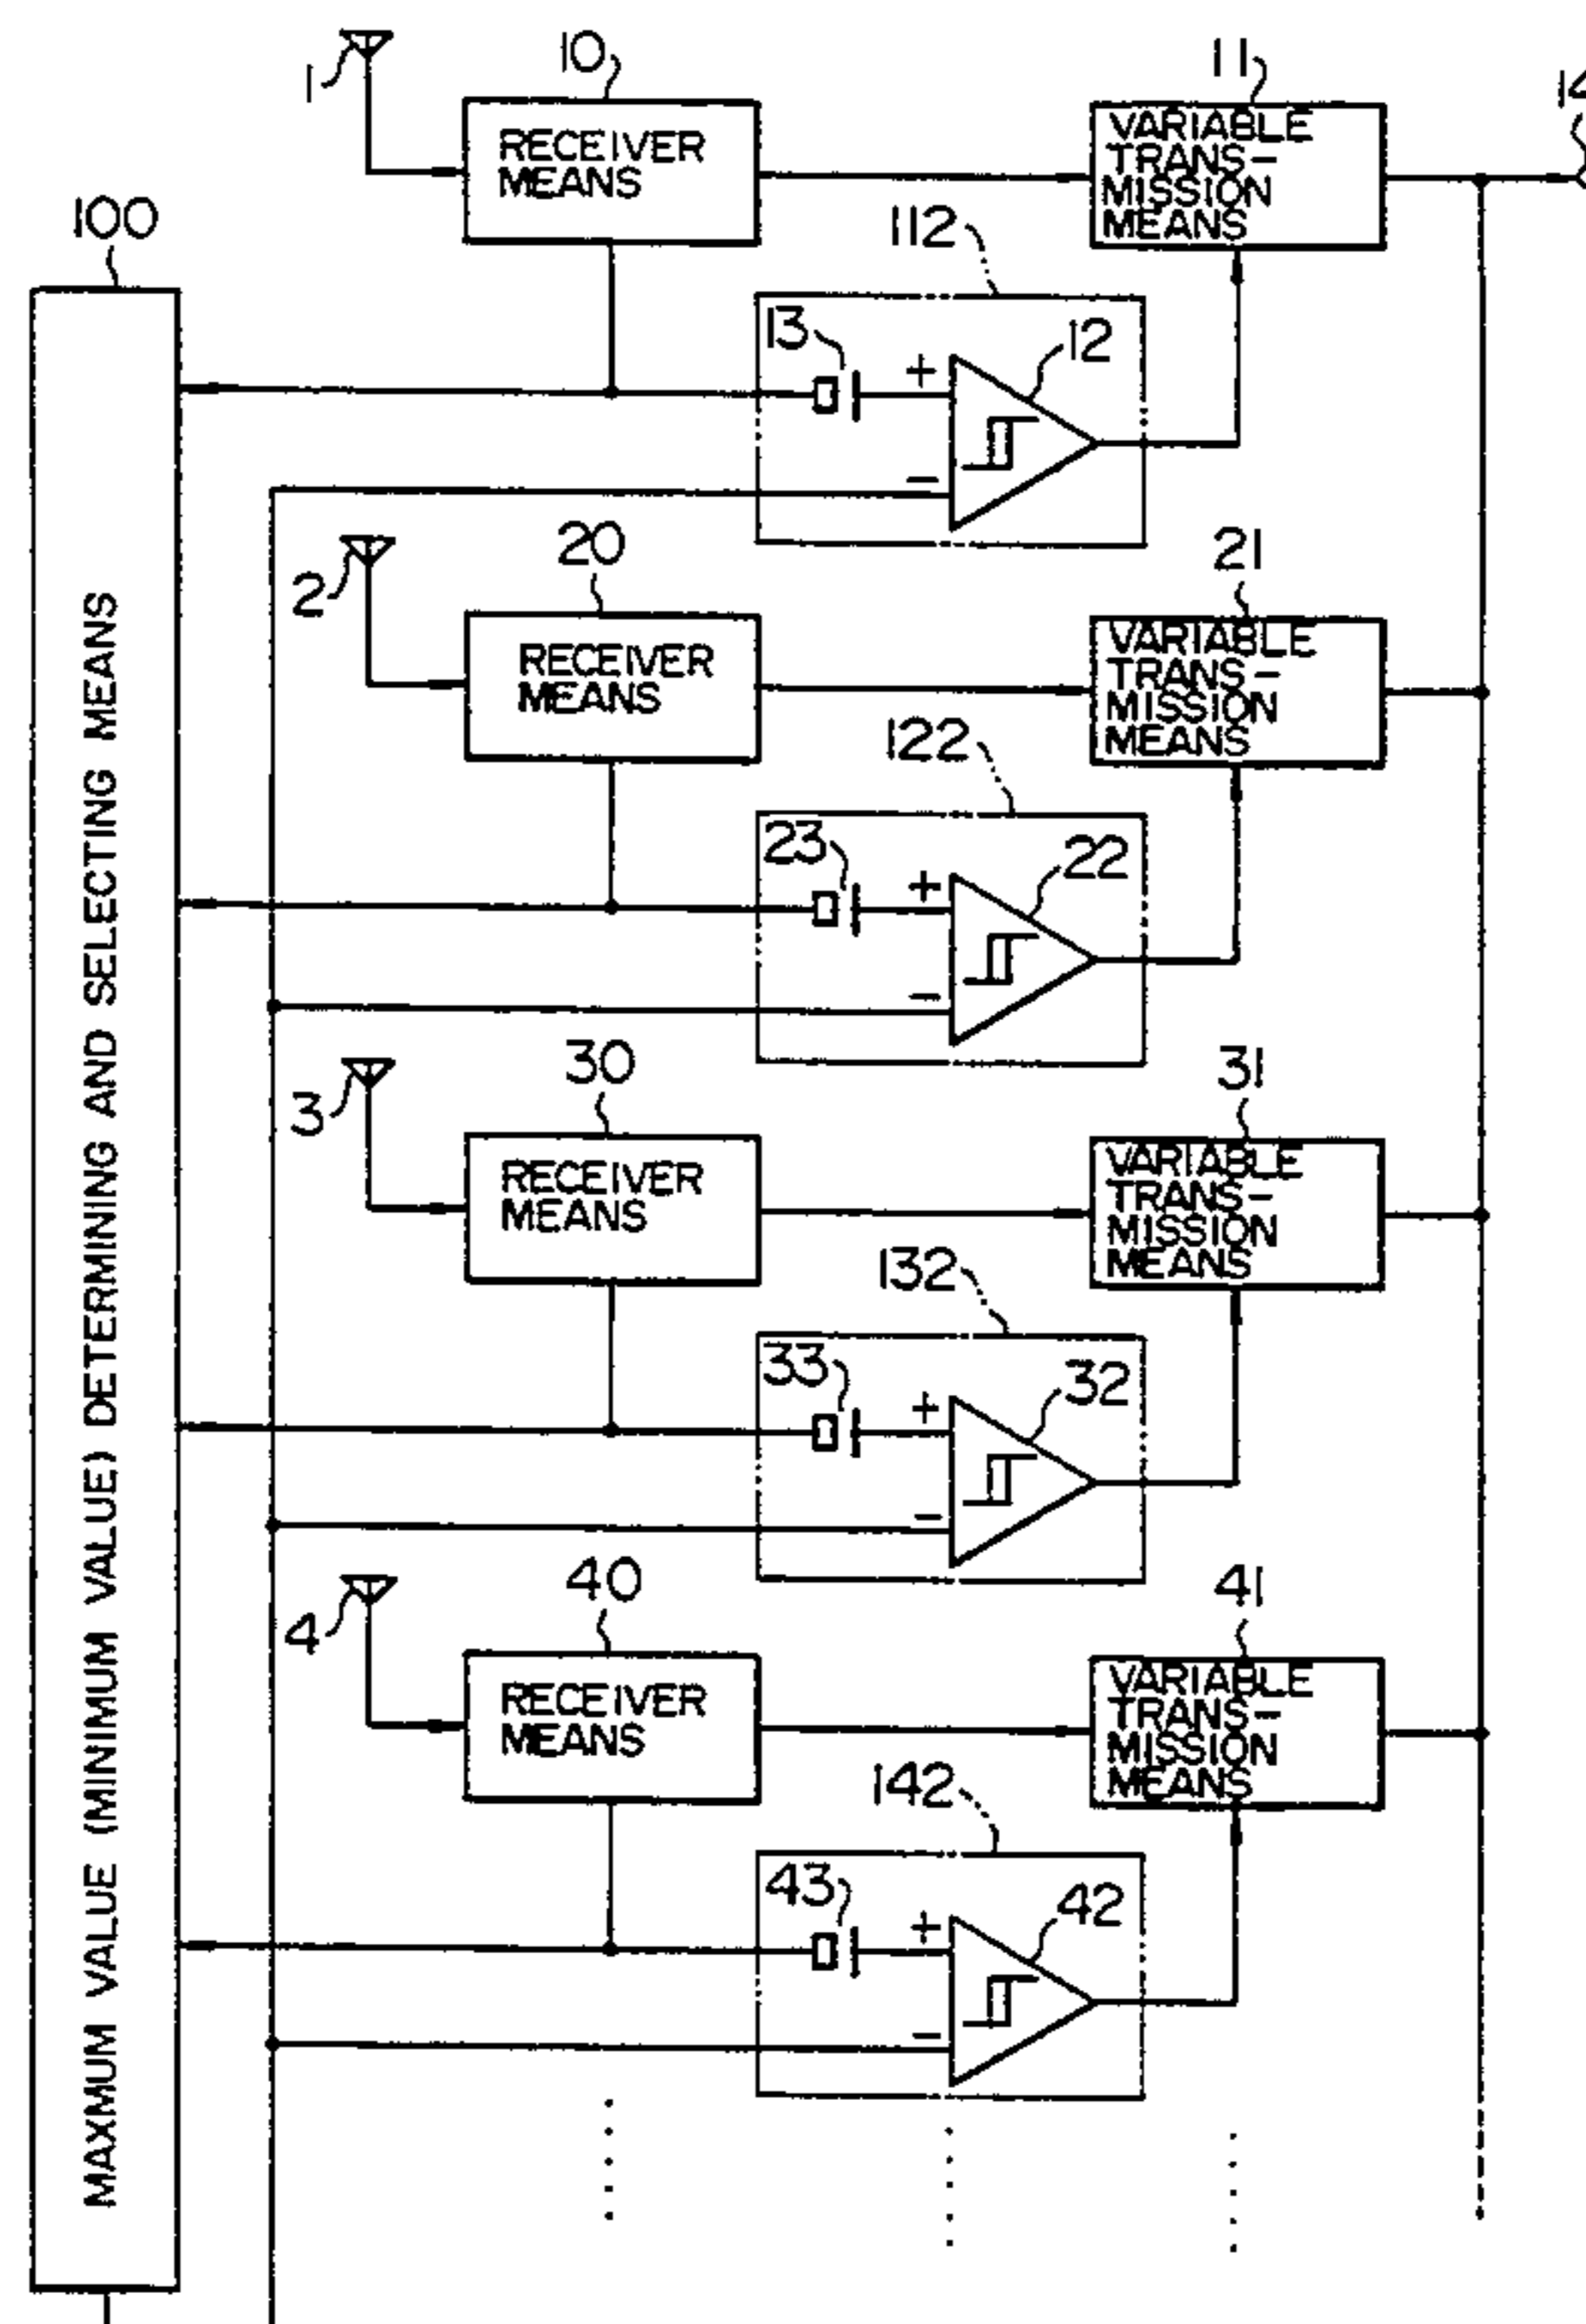 1
10
RECEIVER
MEANS
11
VARIABLE
TRANS-
MISSION
MEANS
14
100
MAXMUM VALUE (MINIMUM VALUE) DETERMINING AND SELECTING MEANS
112
13
+
12
−
2
20
RECEIVER
MEANS
21
VARIABLE
TRANS-
MISSION
MEANS
122
23
+
22
−
3
30
RECEIVER
MEANS
31
VARIABLE
TRANS-
MISSION
MEANS
132
33
+
32
−
4
40
RECEIVER
MEANS
41
VARIABLE
TRANS-
MISSION
MEANS
142
43
+
42
−